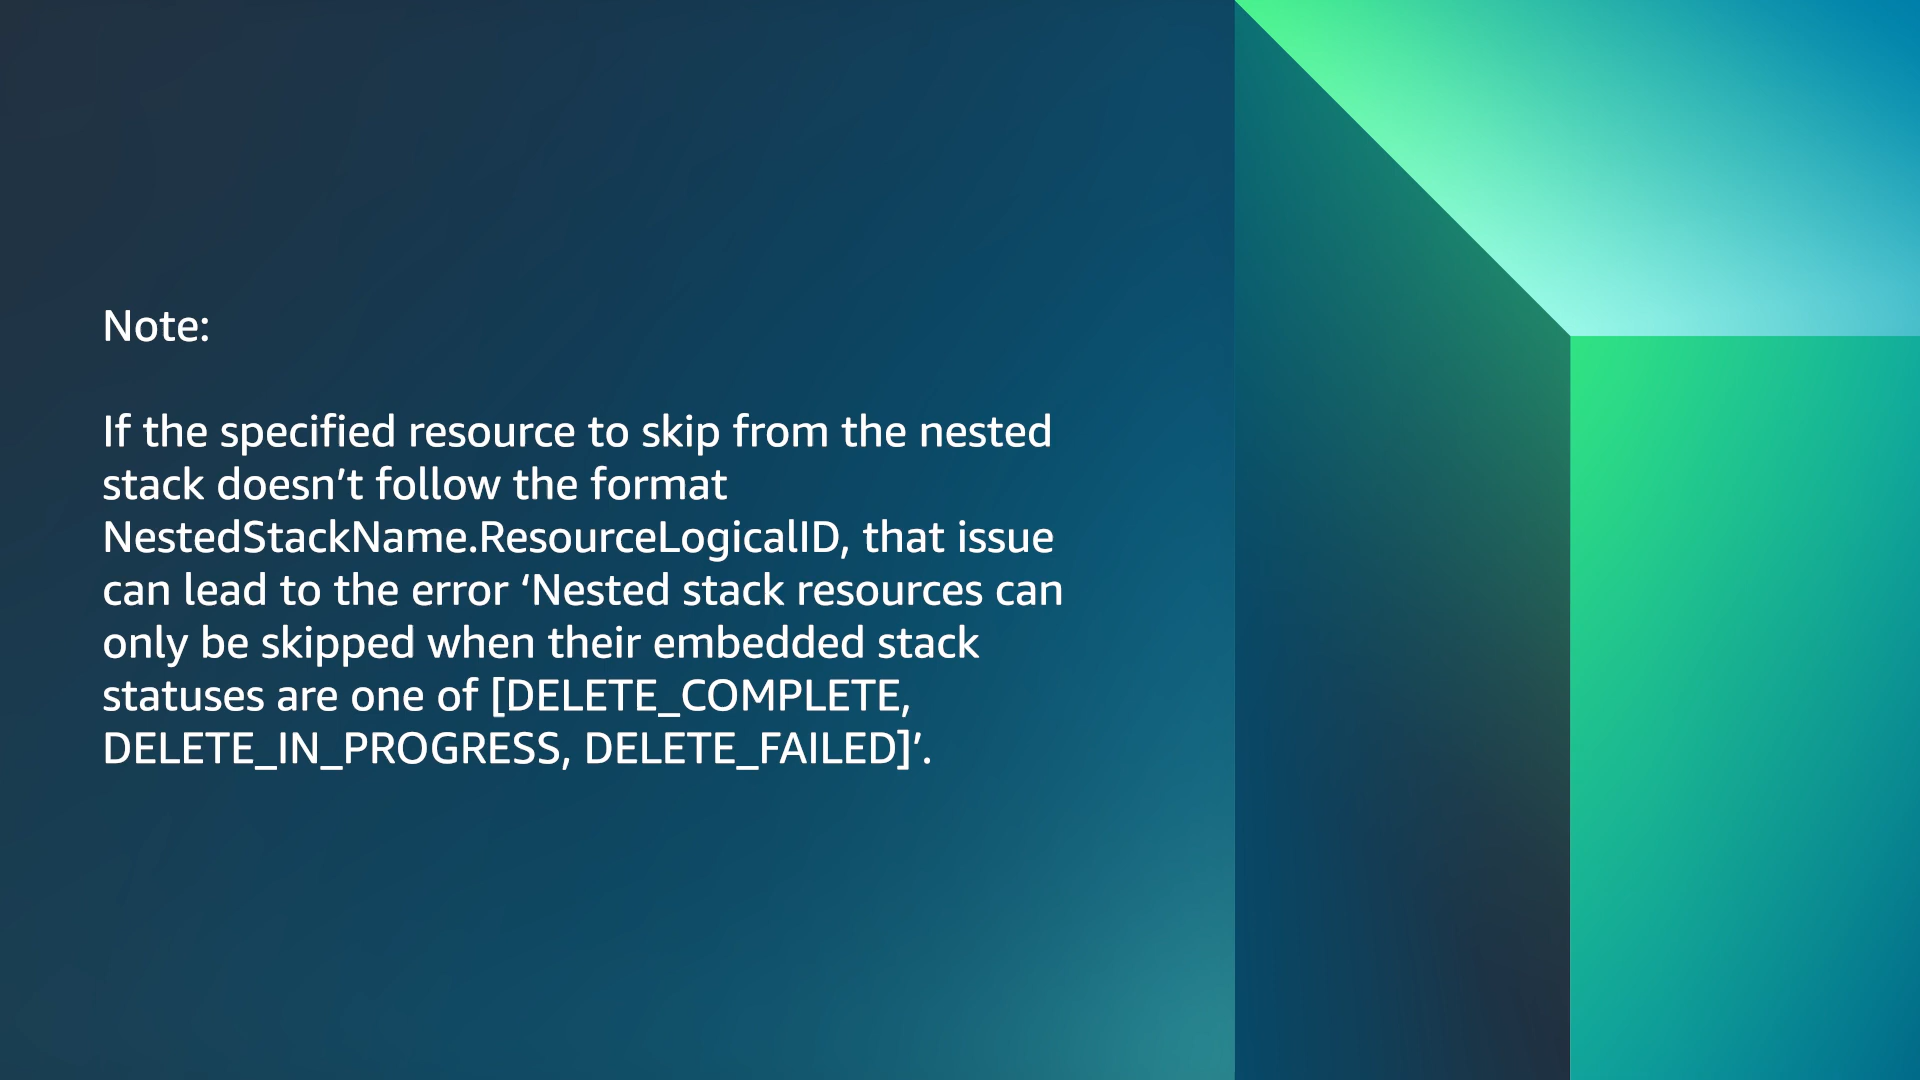 Note:
If the specified resource to skip from the nested
stack doesn’t follow the format
NestedStackName.ResourceLogicalID, that issue
can lead to the error ‘Nested stack resources can
only be skipped when their embedded stack
statuses are one of [DELETE_COMPLETE,
DELETE_IN_PROGRESS, DELETE_FAILED]’.